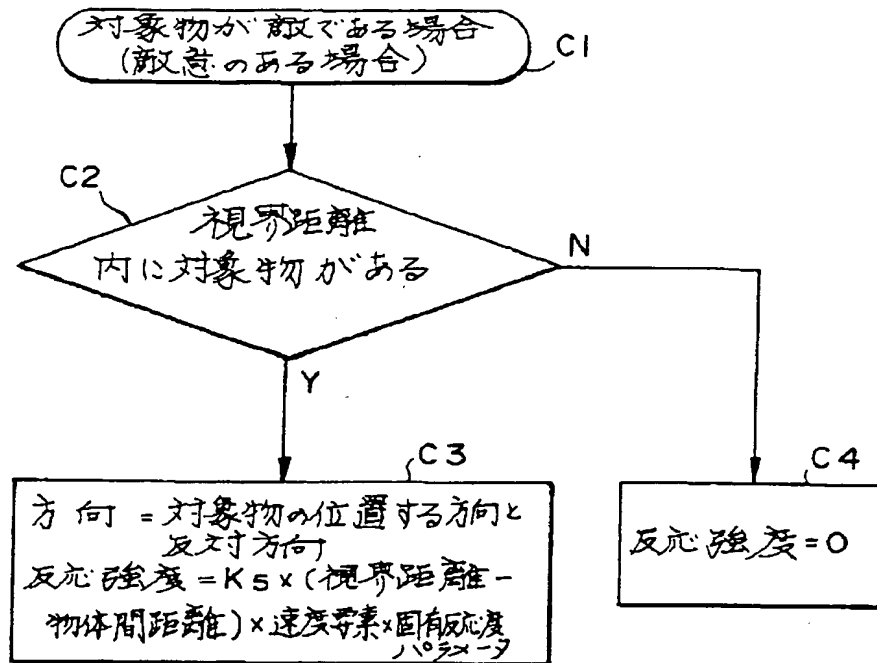 対象物が敵である場合
(敵意のある場合)
C1
C2
視界距離
内に対象物がある
N
Y
C3
方向 = 対象物の位置する方向と
反対方向
反応強度 = K5 × (視界距離-
物体間距離) × 速度要素 × 固有反応度
パラメータ
C4
反応強度 = 0